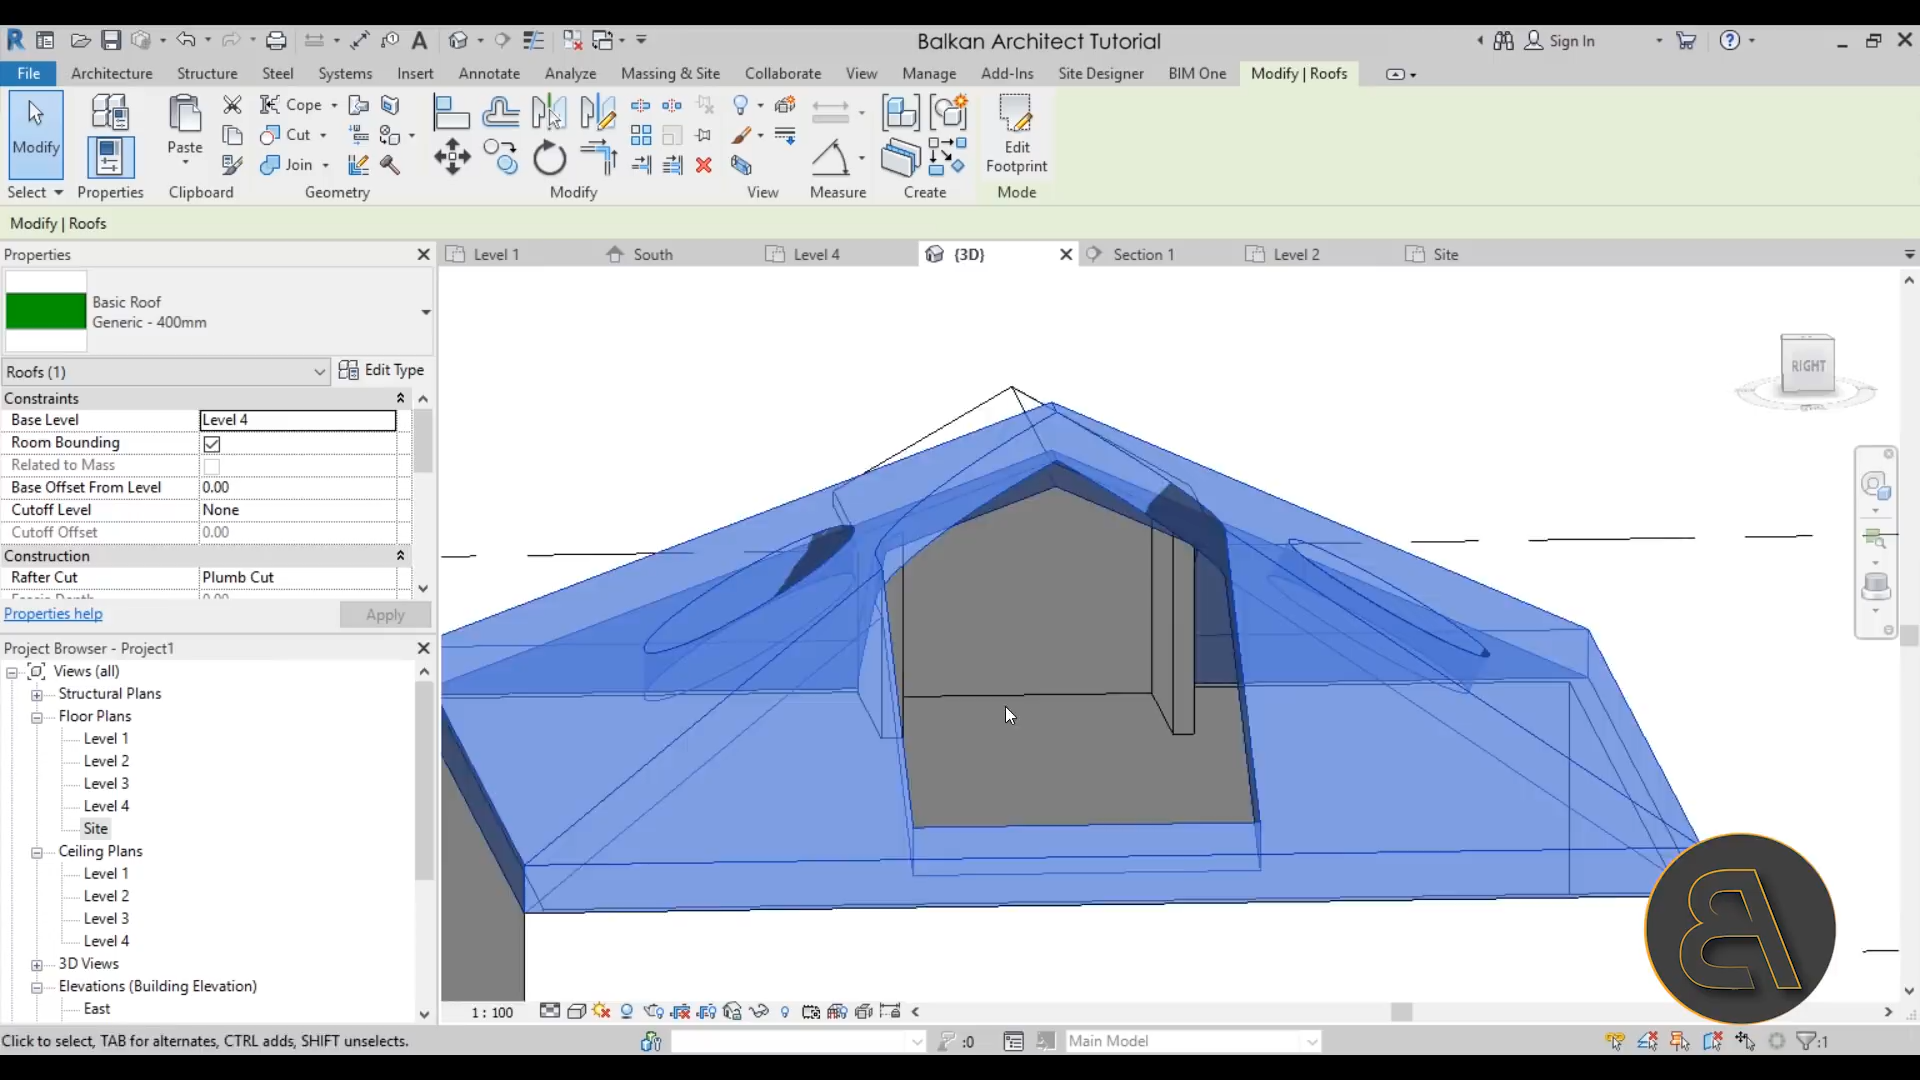 Balkan Architect Tutorial
Sign In
File Architecture Structure Steel Systems Insert Annotate Analyze Massing & Site Collaborate View Manage Add-Ins Site Designer BIM One Modify | Roofs
Modify
Paste
Cope
Cut
Join
Edit
Footprint
Select Properties Clipboard Geometry Modify View Measure Create Mode
Modify | Roofs
Properties
Level 1 South Level 4 {3D} Section 1 Level 2 Site
Basic Roof
Generic - 400mm
Roofs (1) Edit Type
Constraints
Base Level Level 4
Room Bounding
Related to Mass
Base Offset From Level 0.00
Cutoff Level None
Cutoff Offset 0.00
Construction
Rafter Cut Plumb Cut
Properties help Apply
RIGHT
Project Browser - Project1
Views (all)
Structural Plans
Floor Plans
Level 1
Level 2
Level 3
Level 4
Site
Ceiling Plans
Level 1
Level 2
Level 3
Level 4
3D Views
Elevations (Building Elevation)
East
1 : 100
Click to select, TAB for alternates, CTRL adds, SHIFT unselects.
:0
Main Model
:1